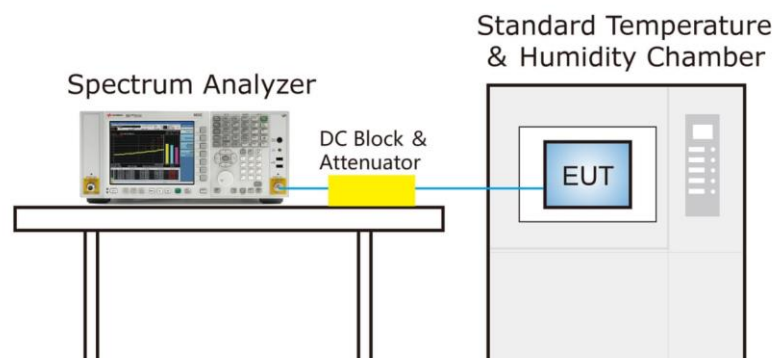 Standard Temperature
& Humidity Chamber
Spectrum Analyzer
DC Block &
Attenuator
EUT